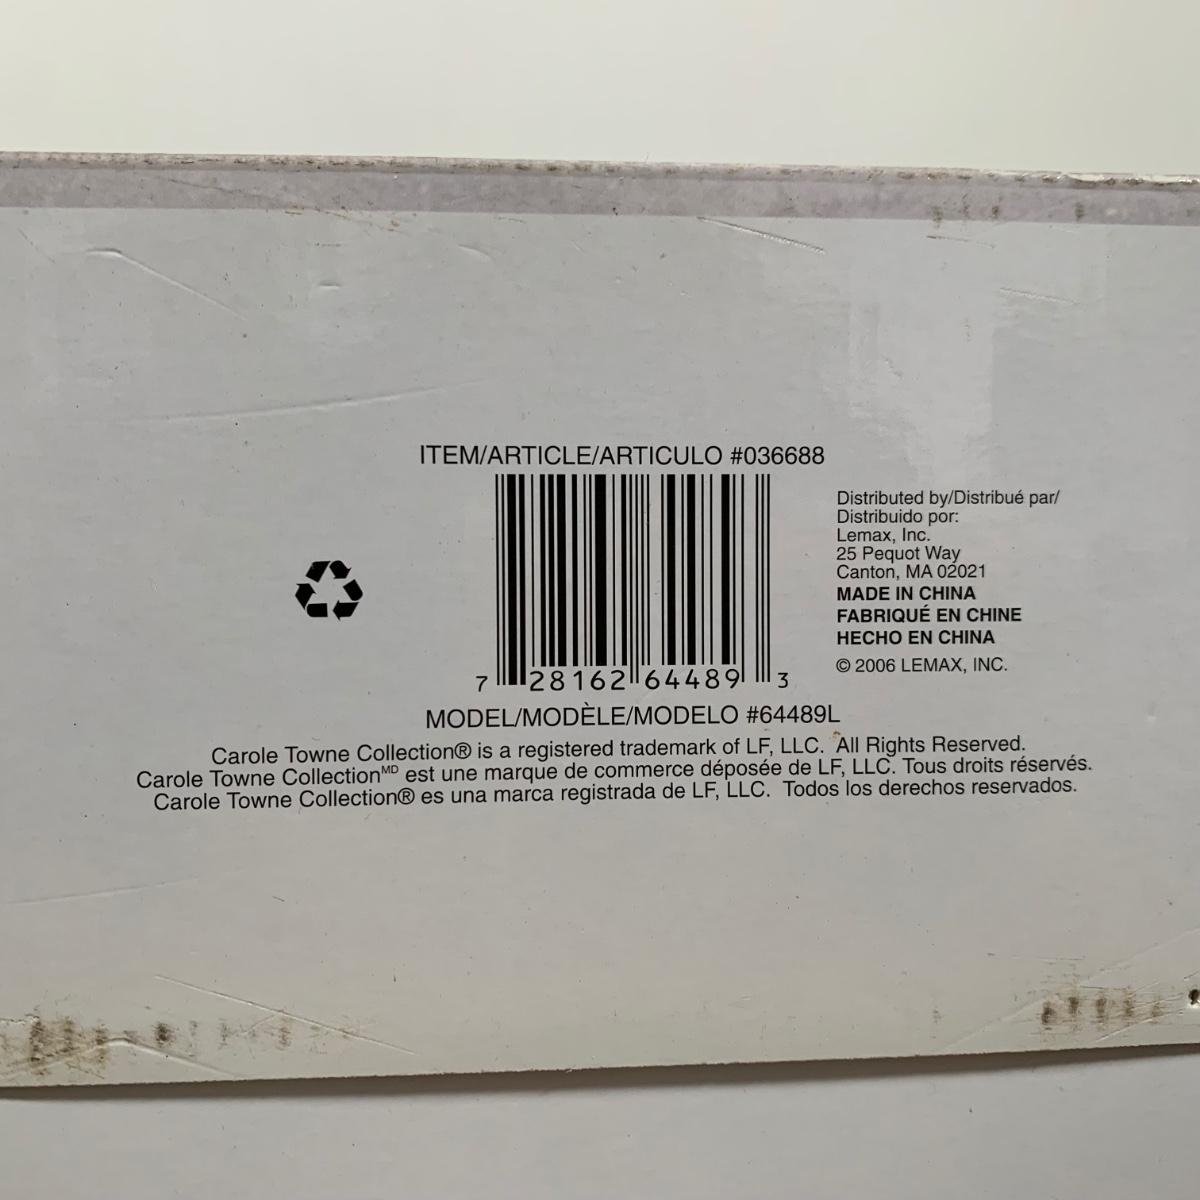 ITEM/ARTICLE/ARTICULO #036688
7 28162 64489 3
Distributed by/Distribué par/
Distribuido por:
Lemax, Inc.
25 Pequot Way
Canton, MA 02021
MADE IN CHINA
FABRIQUÉ EN CHINE
HECHO EN CHINA
© 2006 LEMAX, INC.
MODEL/MODÈLE/MODELO #64489L
Carole Towne Collection® is a registered trademark of LF, LLC. All Rights Reserved.
Carole Towne Collectionᴹᴰ est une marque de commerce déposée de LF, LLC. Tous droits réservés.
Carole Towne Collection® es una marca registrada de LF, LLC. Todos los derechos reservados.